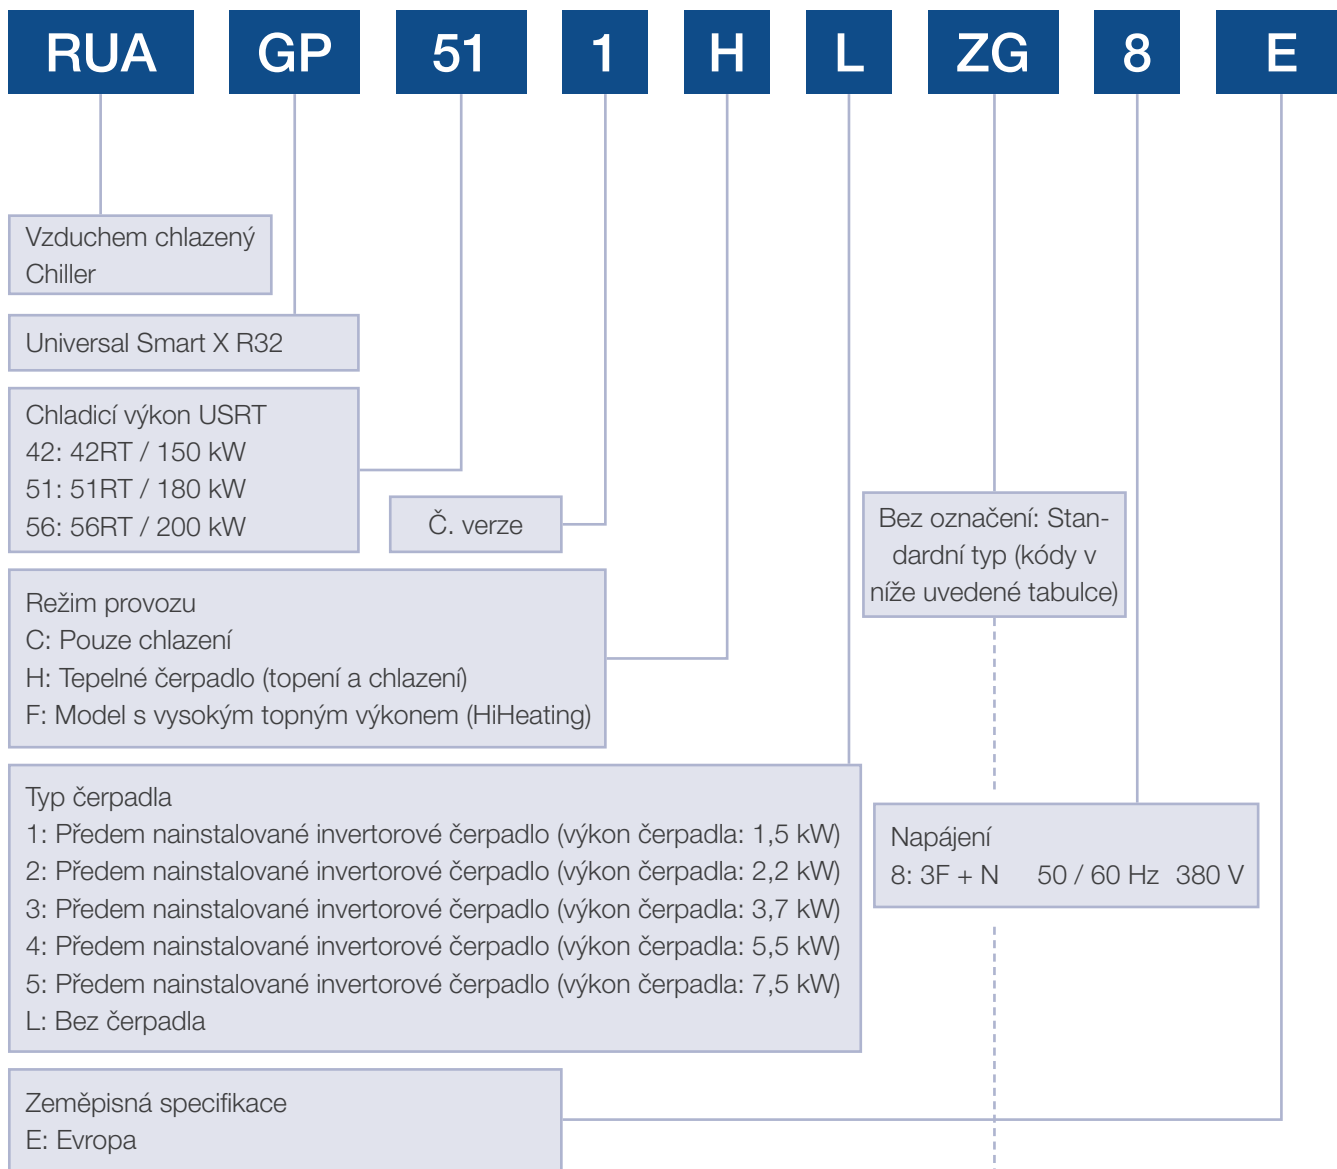 RUA GP 51 1 H L ZG 8 E
Vzduchem chlazený
Chiller
Universal Smart X R32
Chladicí výkon USRT
42: 42RT / 150 kW
51: 51RT / 180 kW
56: 56RT / 200 kW
Č. verze
Bez označení: Stan-
dardní typ (kódy v
níže uvedené tabulce)
Režim provozu
C: Pouze chlazení
H: Tepelné čerpadlo (topení a chlazení)
F: Model s vysokým topným výkonem (HiHeating)
Typ čerpadla
1: Předem nainstalované invertorové čerpadlo (výkon čerpadla: 1,5 kW)
2: Předem nainstalované invertorové čerpadlo (výkon čerpadla: 2,2 kW)
3: Předem nainstalované invertorové čerpadlo (výkon čerpadla: 3,7 kW)
4: Předem nainstalované invertorové čerpadlo (výkon čerpadla: 5,5 kW)
5: Předem nainstalované invertorové čerpadlo (výkon čerpadla: 7,5 kW)
L: Bez čerpadla
Napájení
8: 3F + N 50 / 60 Hz 380 V
Zeměpisná specifikace
E: Evropa